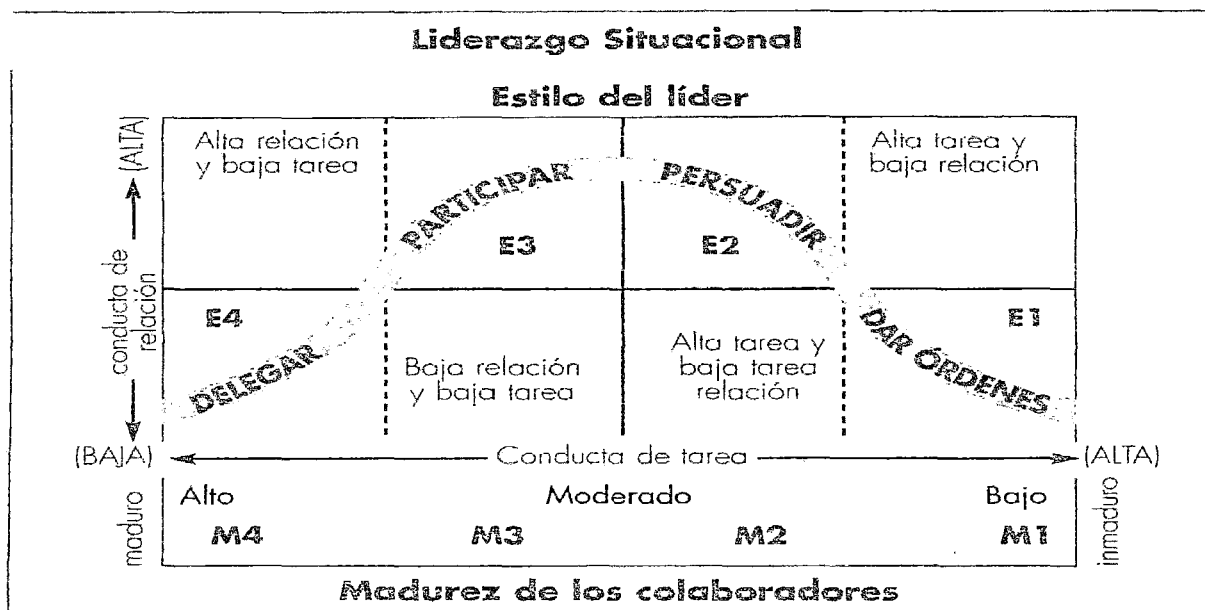 Liderazgo Situacional
Estilo del líder
(ALTA)
conducta de
relación
(BAJA)
Alta relación
y baja tarea
Alta tarea y
baja relación
PARTICIPAR
PERSUADIR
E3
E2
E4
E1
DELEGAR
DAR ÓRDENES
Baja relación
y baja tarea
Alta tarea y
baja tarea
relación
Conducta de tarea
(ALTA)
maduro
Alto
Moderado
Bajo
inmaduro
M4
M3
M2
M1
Madurez de los colaboradores